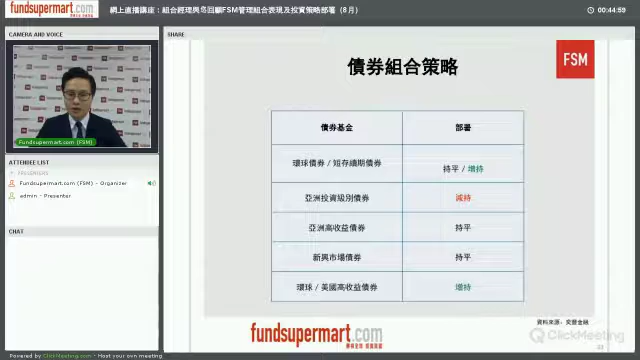 fundsupermart.com
網上直播講座：組合經理與你回顧FSM管理組合表現及投資策略部署（8月）
00:44:59
CAMERA AND VOICE
SHARE
Fundsupermart.com (FSM)
ATTENDEE LIST
PRESENTERS
Fundsupermart.com (FSM) - Organizer
admin - Presenter
CHAT
債券組合策略
FSM
債券基金 部署
環球債券 / 短存續期債券 持平 / 增持
亞洲投資級別債券 減持
亞洲高收益債券 持平
新興市場債券 持平
環球 / 美國高收益債券 增持
資料來源：奕豐金融
fundsupermart.com
ClickMeeting
Powered by ClickMeeting.com - Host your own meeting